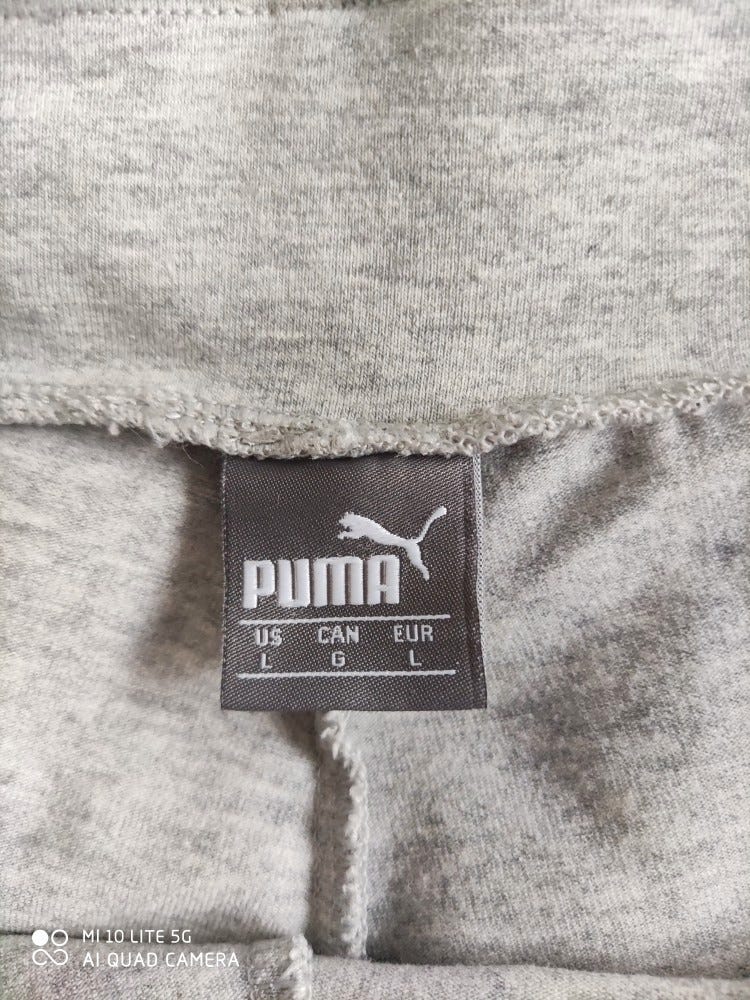 PUMA
US CAN EUR
L G L
MI 10 LITE 5G
AI QUAD CAMERA